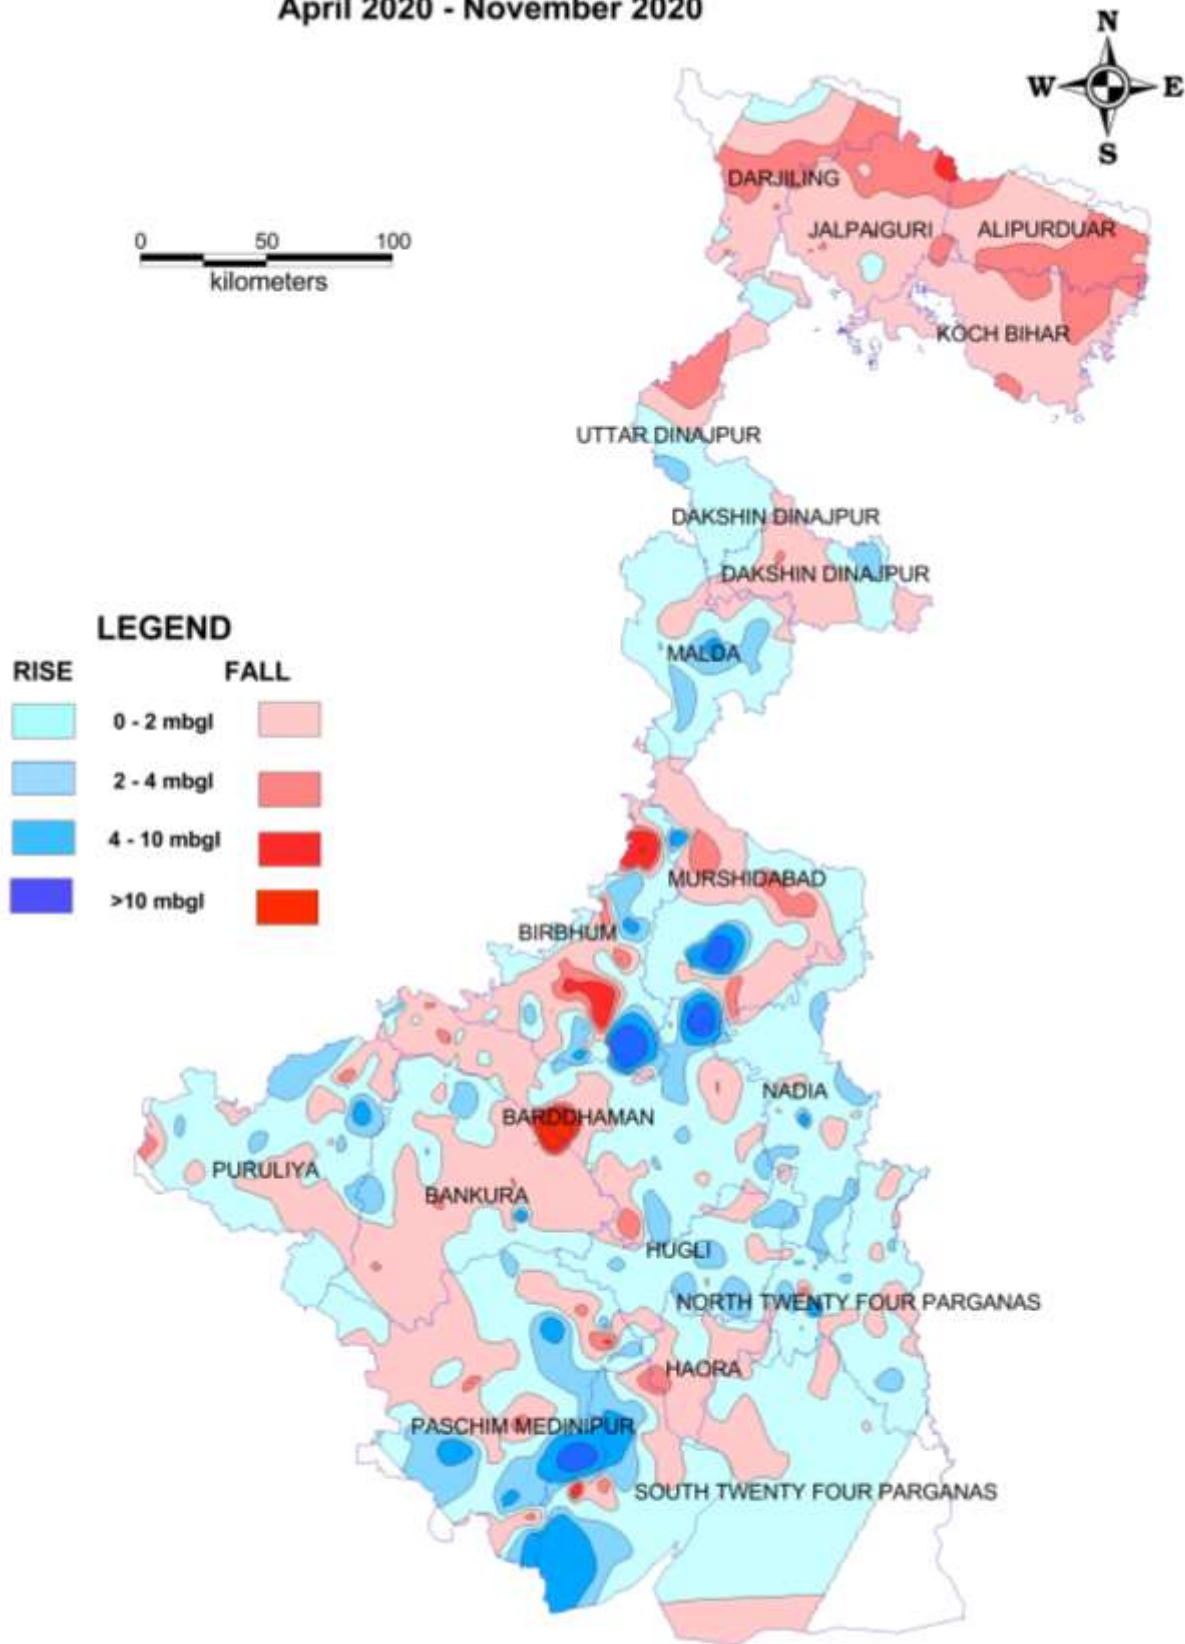 April 2020 - November 2020
N
W E
S
0 50 100
kilometers
DARJILING
JALPAIGURI
ALIPURDUAR
KOCH BIHAR
UTTAR DINAJPUR
DAKSHIN DINAJPUR
DAKSHIN DINAJPUR
LEGEND
RISE FALL
0 - 2 mbgl
2 - 4 mbgl
4 - 10 mbgl
>10 mbgl
MALDA
MURSHIDABAD
BIRBHUM
NADIA
BARDDHAMAN
PURULIYA
BANKURA
HUGLI
NORTH TWENTY FOUR PARGANAS
HAORA
PASCHIM MEDINIPUR
SOUTH TWENTY FOUR PARGANAS